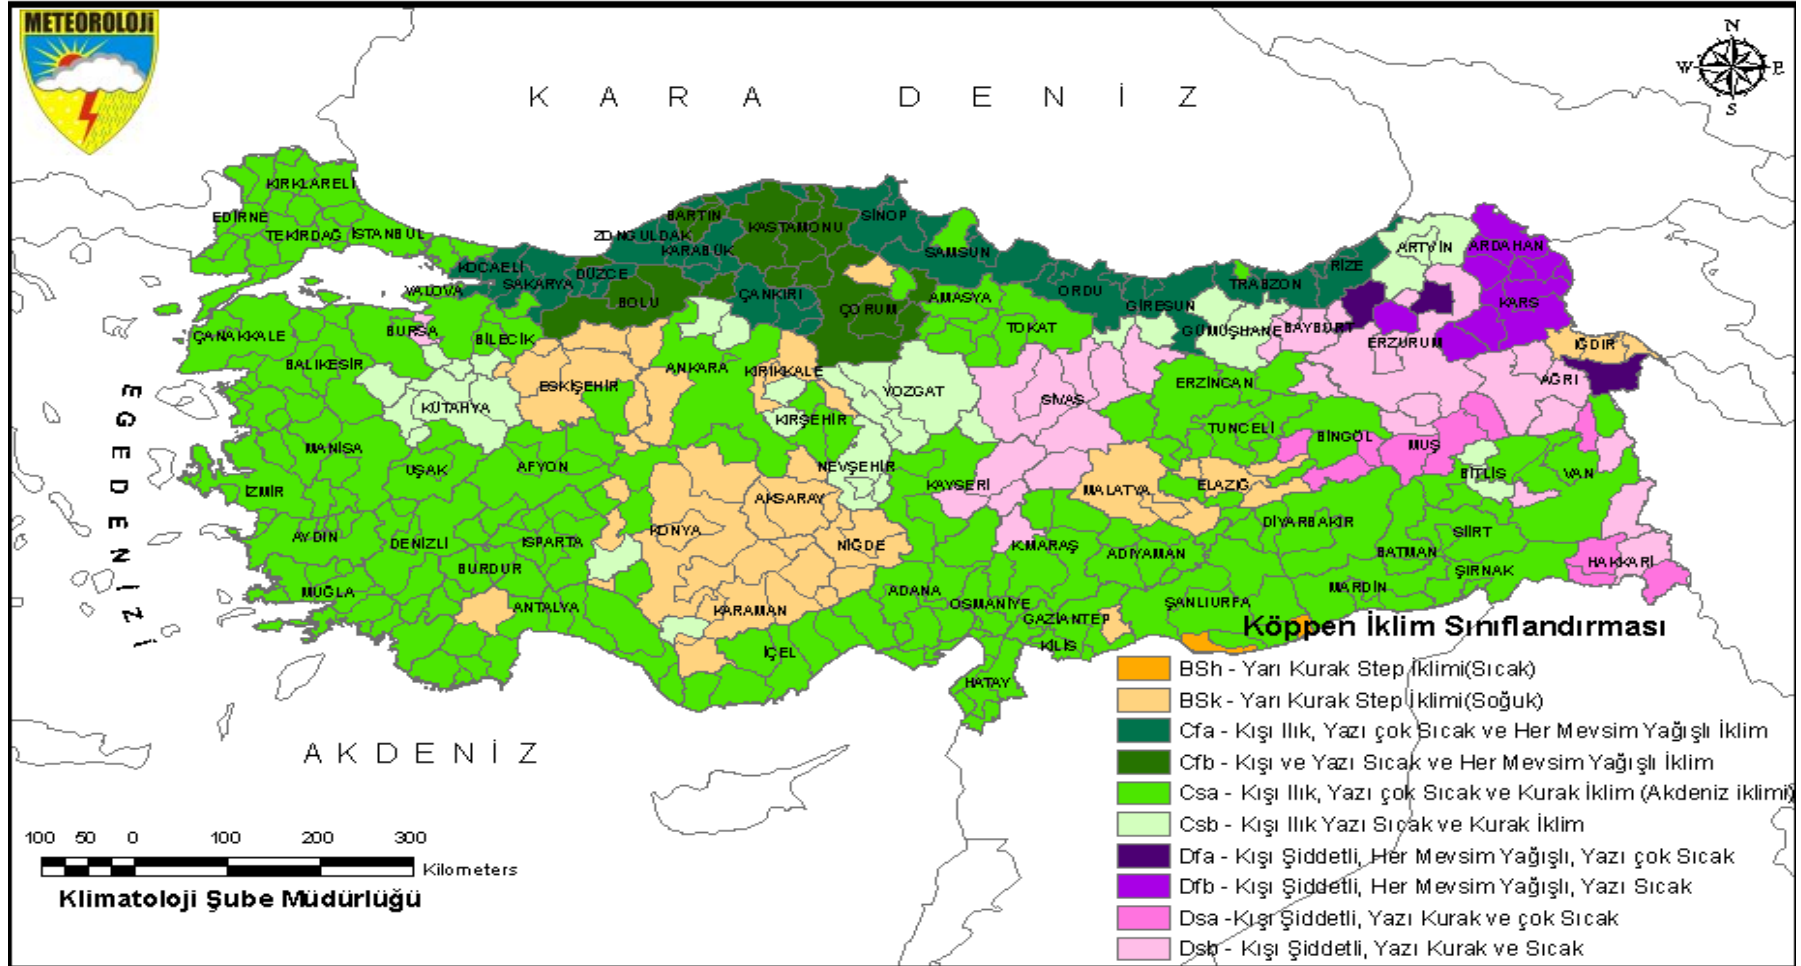 METEOROLOJİ
N
W
E
S
KARA DENİZ
KIRKLARELİ
EDİRNE
TEKİRDAĞ
İSTANBUL
BARTIN
ZONGULDAK
KARABÜK
KASTAMONU
SİNOP
SAMSUN
KOCAELİ
SAKARYA
DÜZCE
BOLU
ÇANKIRI
ÇORUM
AMASYA
ORDU
GİRESUN
TRABZON
RİZE
ARTVİN
ARDAHAN
KARS
YALOVA
ÇANAKKALE
BURSA
BİLECİK
TOKAT
GÜMÜŞHANE
BAYBURT
ERZURUM
IĞDIR
BALIKESİR
ESKİŞEHİR
ANKARA
KIRIKKALE
YOZGAT
SİVAS
ERZİNCAN
AĞRI
KÜTAHYA
KIRŞEHİR
TUNCELİ
BİNGÖL
MUŞ
EGE DENİZİ
MANİSA
UŞAK
AFYON
NEVŞEHİR
KAYSERİ
MALATYA
ELAZIĞ
BİTLİS
VAN
İZMİR
AKSARAY
AYDIN
DENİZLİ
ISPARTA
KONYA
NİĞDE
K.MARAŞ
ADIYAMAN
DİYARBAKIR
BATMAN
SİİRT
HAKKARİ
MUĞLA
BURDUR
ANTALYA
KARAMAN
ADANA
OSMANİYE
GAZİANTEP
ŞANLIURFA
MARDİN
ŞIRNAK
İÇEL
KİLİS
HATAY
AKDENİZ
Köppen İklim Sınıflandırması
BSh - Yarı Kurak Step İklimi(Sıcak)
BSk - Yarı Kurak Step İklimi(Soğuk)
Cfa - Kışı Ilık, Yazı çok Sıcak ve Her Mevsim Yağışlı İklim
Cfb - Kışı ve Yazı Sıcak ve Her Mevsim Yağışlı İklim
Csa - Kışı Ilık, Yazı çok Sıcak ve Kurak İklim (Akdeniz iklimi)
Csb - Kışı Ilık Yazı Sıcak ve Kurak İklim
Dfa - Kışı Şiddetli, Her Mevsim Yağışlı, Yazı çok Sıcak
Dfb - Kışı Şiddetli, Her Mevsim Yağışlı, Yazı Sıcak
Dsa -Kışı Şiddetli, Yazı Kurak ve çok Sıcak
Dsb - Kışı Şiddetli, Yazı Kurak ve Sıcak
100 50 0 100 200 300
Kilometers
Klimatoloji Şube Müdürlüğü